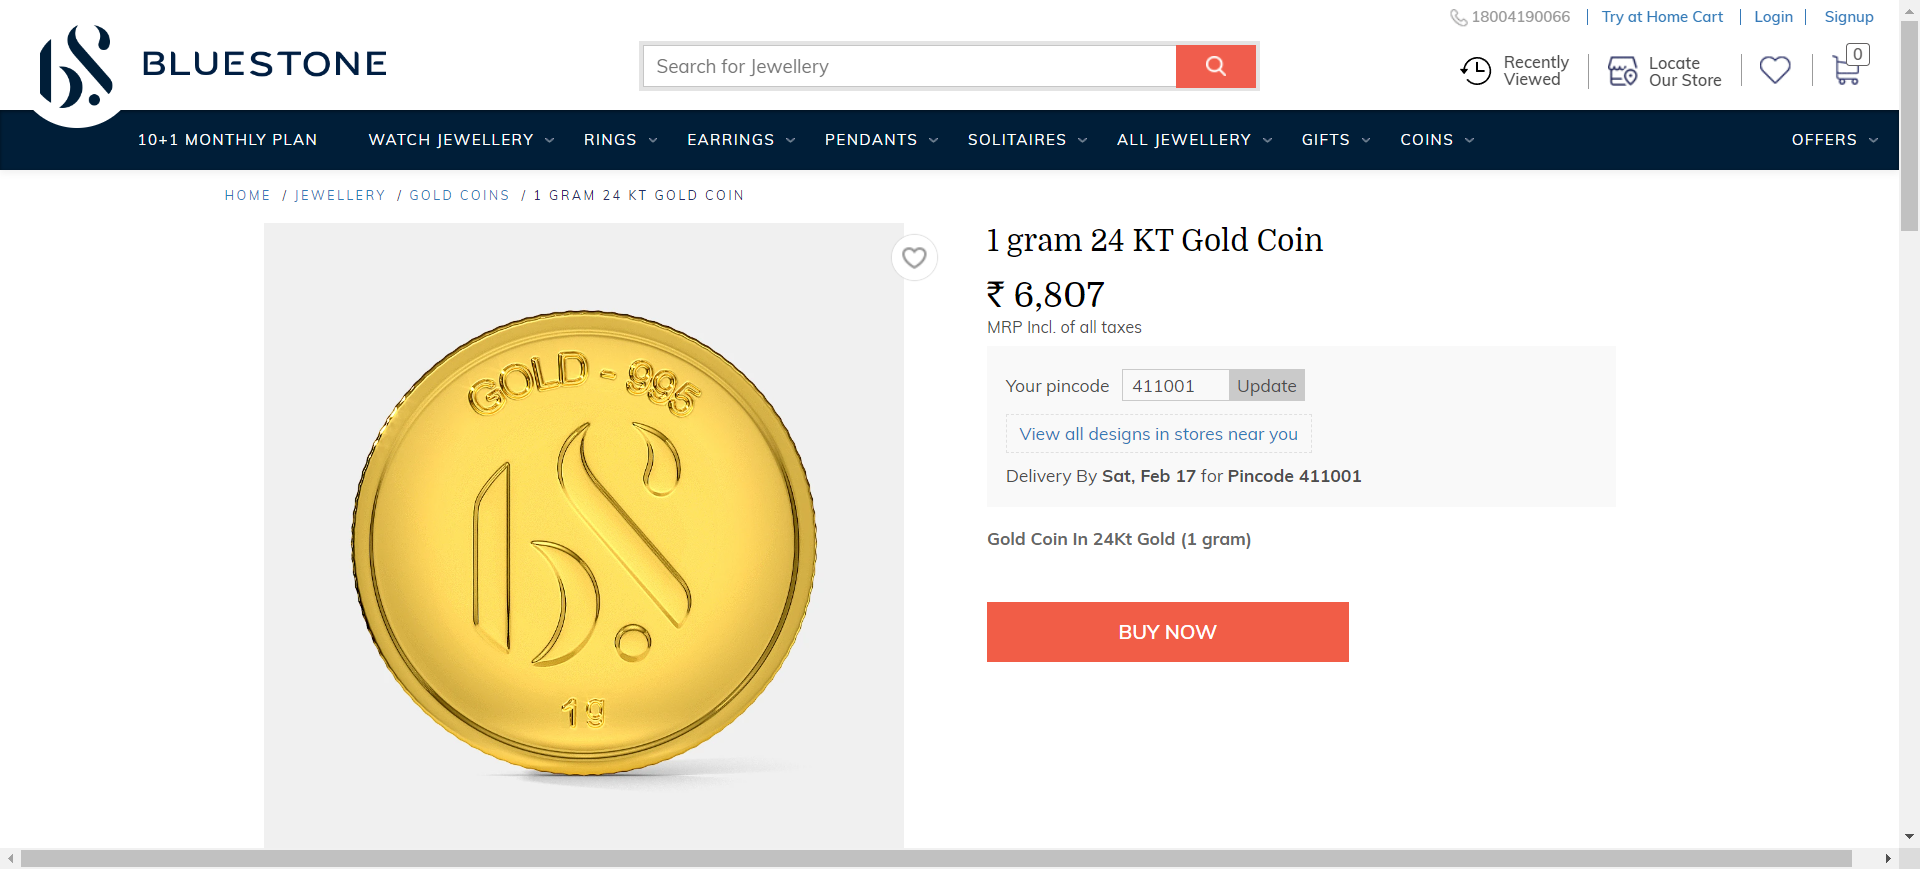 18004190066
Try at Home Cart
Login
Signup
BLUESTONE
Search for Jewellery
Recently
Viewed
Locate
Our Store
0
10+1 MONTHLY PLAN
WATCH JEWELLERY
RINGS
EARRINGS
PENDANTS
SOLITAIRES
ALL JEWELLERY
GIFTS
COINS
OFFERS
HOME / JEWELLERY / GOLD COINS / 1 GRAM 24 KT GOLD COIN
GOLD - 995
1g
1 gram 24 KT Gold Coin
₹ 6,807
MRP Incl. of all taxes
Your pincode 411001 Update
View all designs in stores near you
Delivery By Sat, Feb 17 for Pincode 411001
Gold Coin In 24Kt Gold (1 gram)
BUY NOW